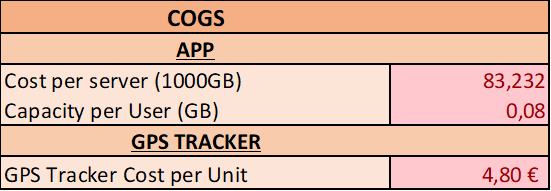 COGS
APP
Cost per server (1000GB) 83,232
Capacity per User (GB) 0,08
GPS TRACKER
GPS Tracker Cost per Unit 4,80 €